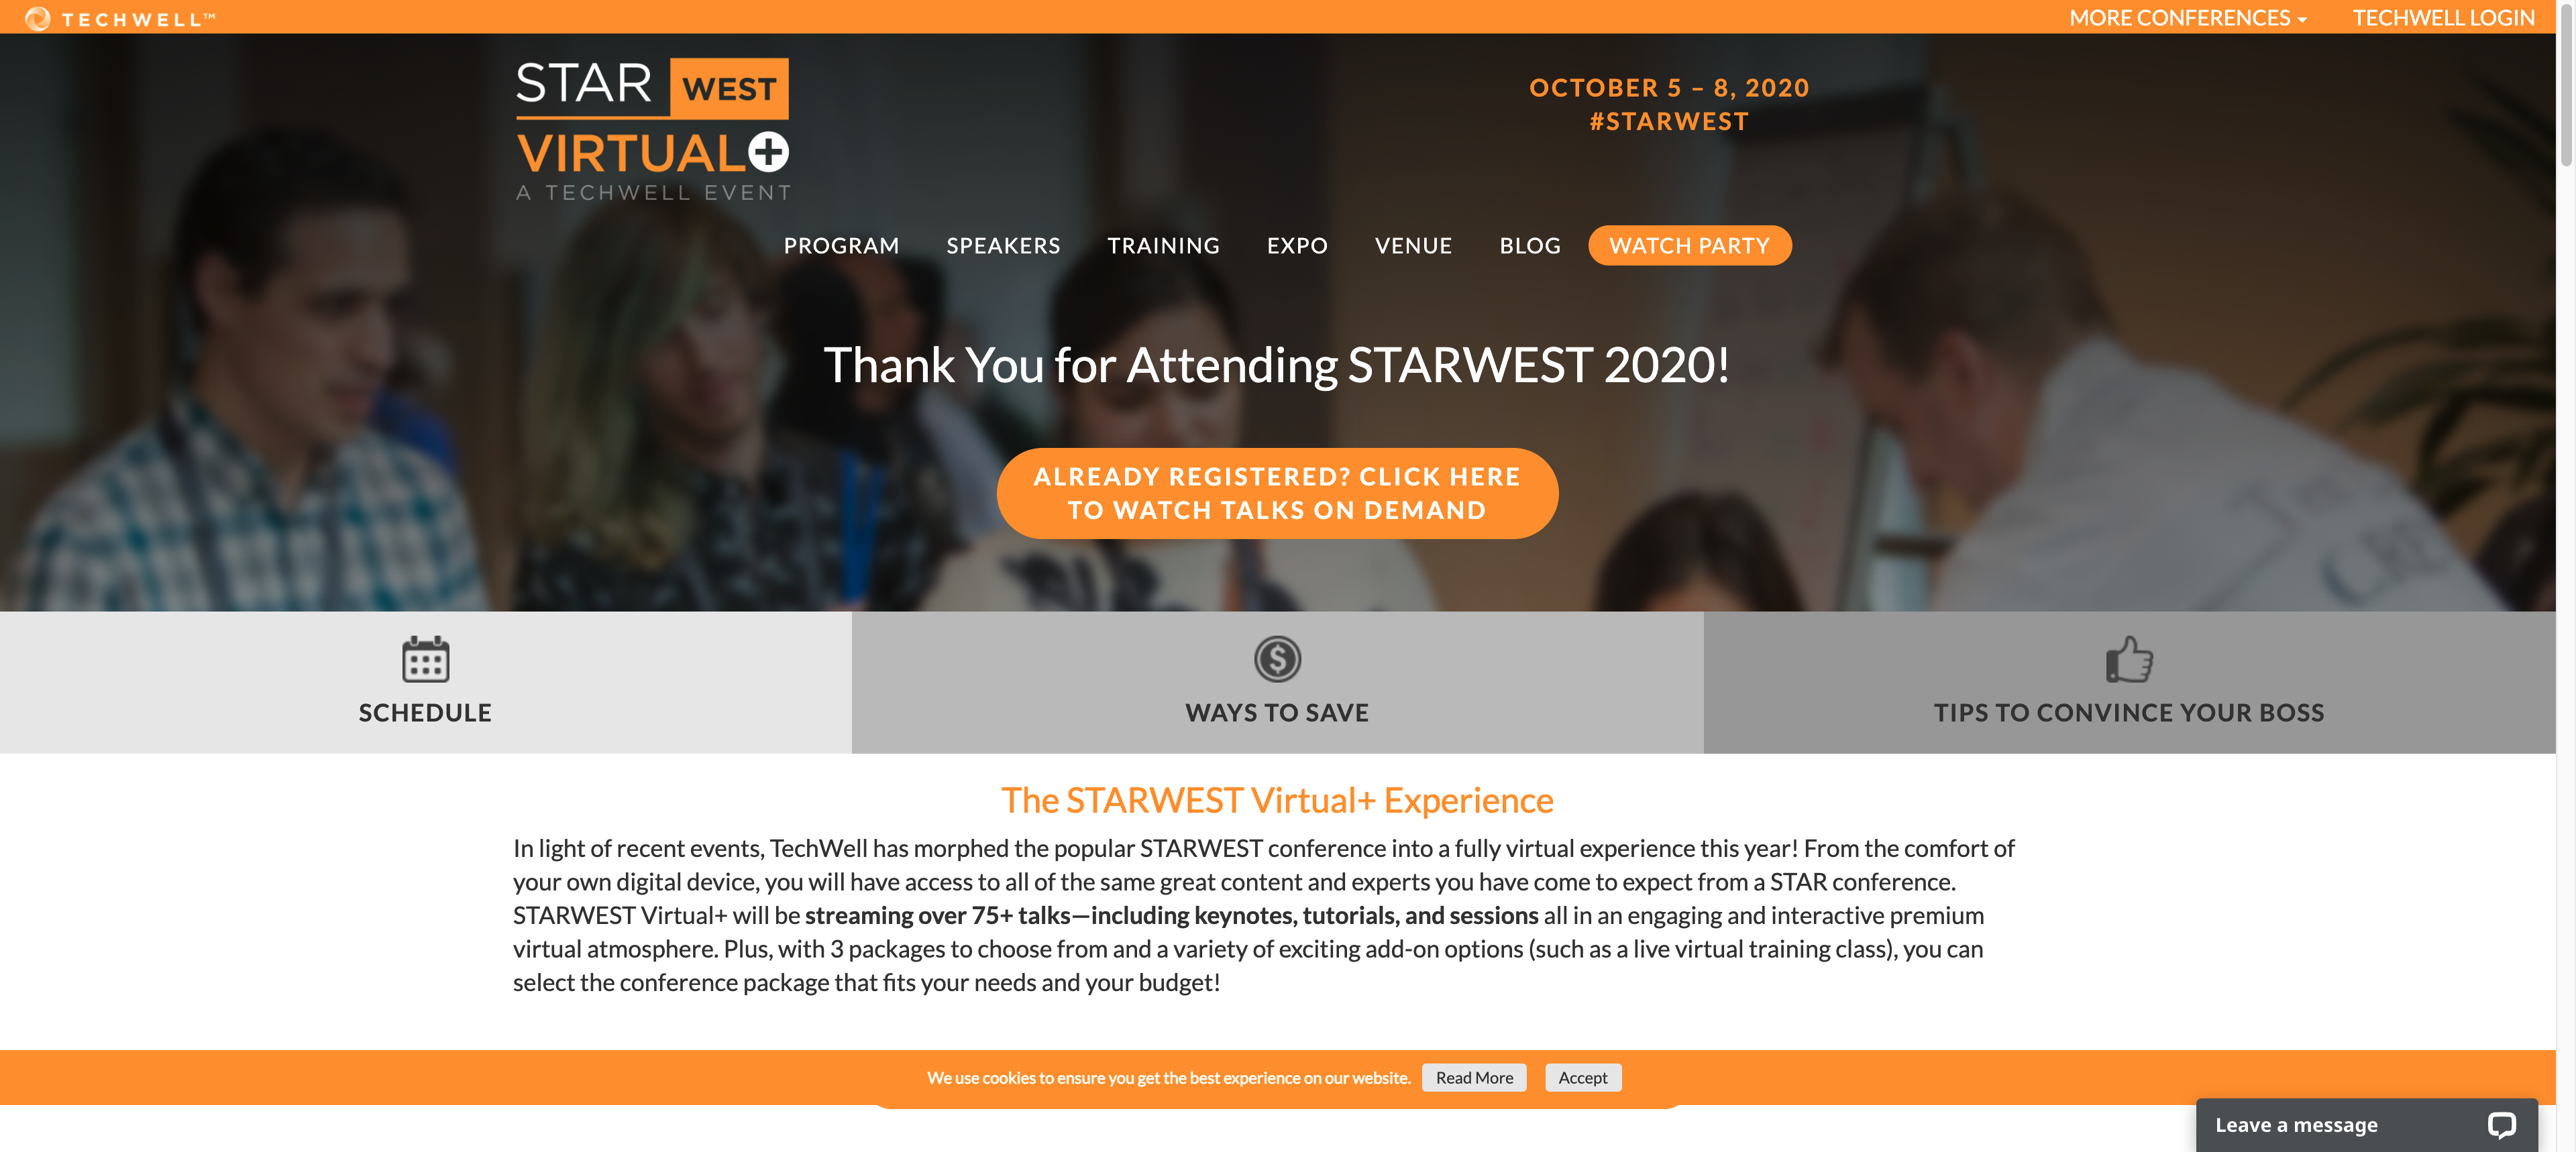 TECHWELL™
MORE CONFERENCES
TECHWELL LOGIN
STAR WEST
VIRTUAL+
A TECHWELL EVENT
OCTOBER 5 – 8, 2020
#STARWEST
PROGRAM SPEAKERS TRAINING EXPO VENUE BLOG WATCH PARTY
Thank You for Attending STARWEST 2020!
ALREADY REGISTERED? CLICK HERE
TO WATCH TALKS ON DEMAND
SCHEDULE
WAYS TO SAVE
TIPS TO CONVINCE YOUR BOSS
The STARWEST Virtual+ Experience
In light of recent events, TechWell has morphed the popular STARWEST conference into a fully virtual experience this year! From the comfort of
your own digital device, you will have access to all of the same great content and experts you have come to expect from a STAR conference.
STARWEST Virtual+ will be streaming over 75+ talks—including keynotes, tutorials, and sessions all in an engaging and interactive premium
virtual atmosphere. Plus, with 3 packages to choose from and a variety of exciting add-on options (such as a live virtual training class), you can
select the conference package that fits your needs and your budget!
We use cookies to ensure you get the best experience on our website. Read More Accept
Leave a message